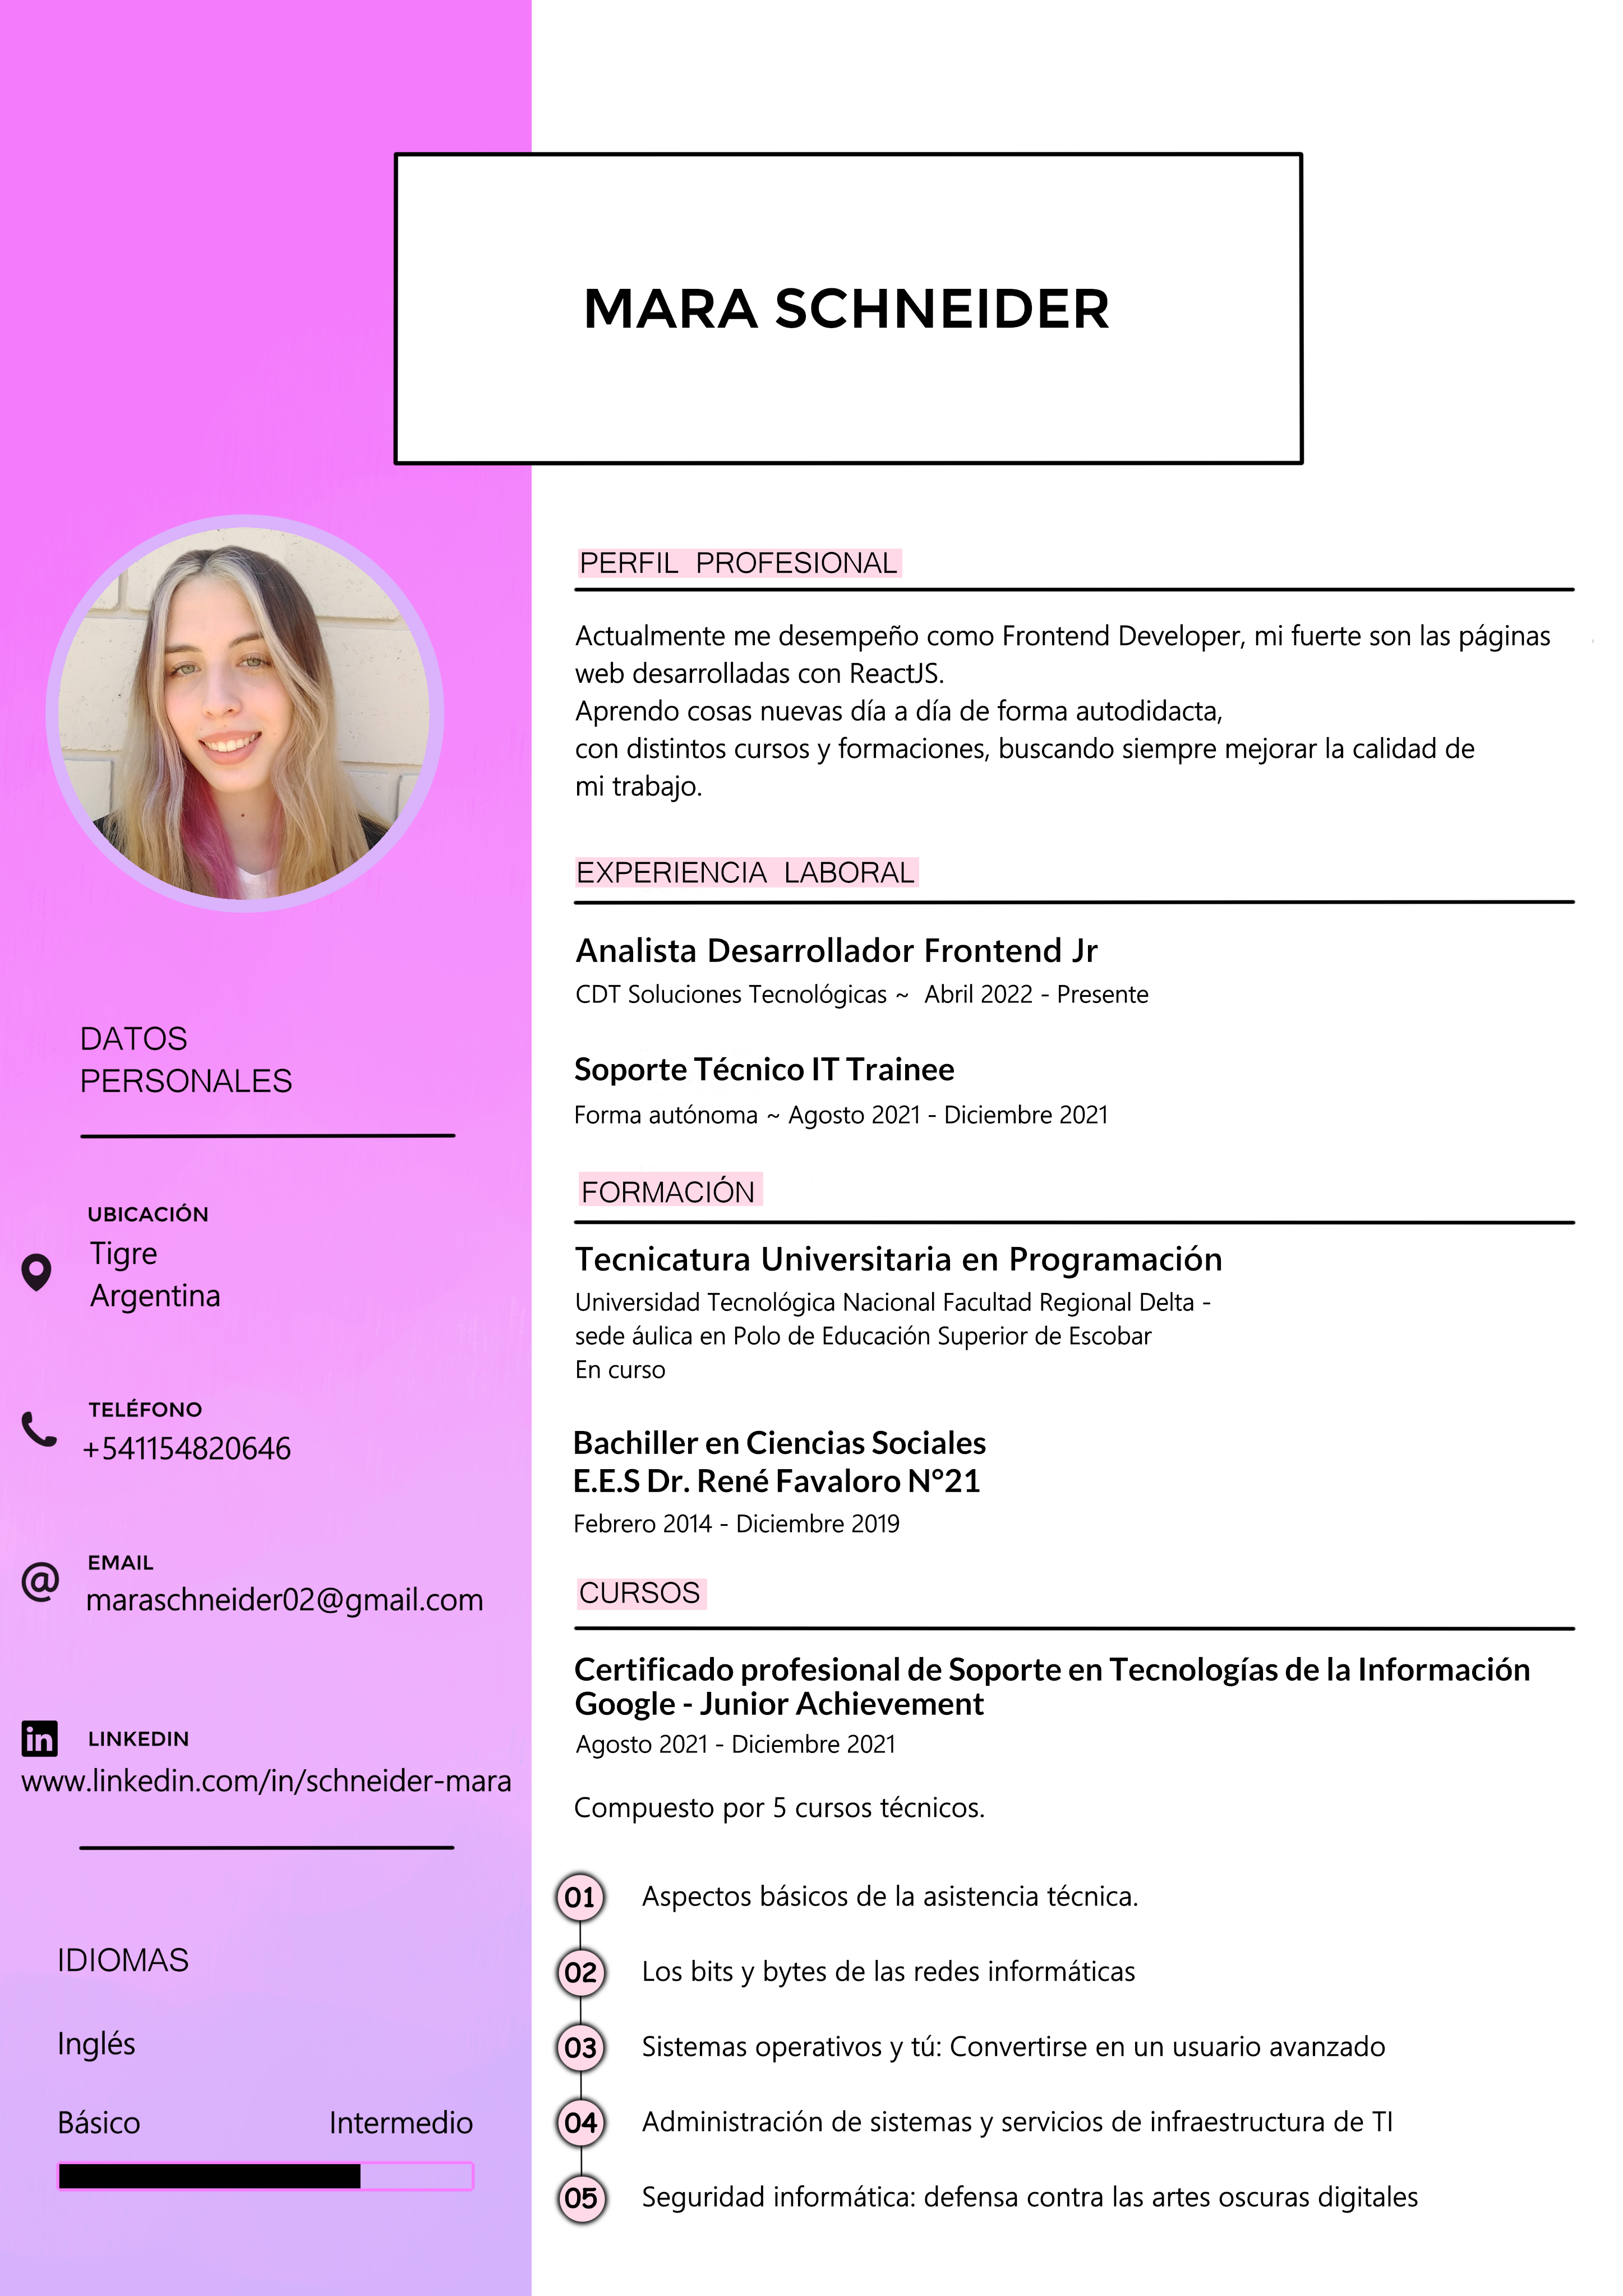 MARA SCHNEIDER
DATOS
PERSONALES
UBICACIÓN
Tigre
Argentina
TELÉFONO
+541154820646
EMAIL
maraschneider02@gmail.com
LINKEDIN
www.linkedin.com/in/schneider-mara
IDIOMAS
Inglés
Básico Intermedio
PERFIL PROFESIONAL
Actualmente me desempeño como Frontend Developer, mi fuerte son las páginas
web desarrolladas con ReactJS.
Aprendo cosas nuevas día a día de forma autodidacta,
con distintos cursos y formaciones, buscando siempre mejorar la calidad de
mi trabajo.
EXPERIENCIA LABORAL
Analista Desarrollador Frontend Jr
CDT Soluciones Tecnológicas ~ Abril 2022 - Presente
Soporte Técnico IT Trainee
Forma autónoma ~ Agosto 2021 - Diciembre 2021
FORMACIÓN
Tecnicatura Universitaria en Programación
Universidad Tecnológica Nacional Facultad Regional Delta -
sede áulica en Polo de Educación Superior de Escobar
En curso
Bachiller en Ciencias Sociales
E.E.S Dr. René Favaloro N°21
Febrero 2014 - Diciembre 2019
CURSOS
Certificado profesional de Soporte en Tecnologías de la Información
Google - Junior Achievement
Agosto 2021 - Diciembre 2021
Compuesto por 5 cursos técnicos.
01 Aspectos básicos de la asistencia técnica.
02 Los bits y bytes de las redes informáticas
03 Sistemas operativos y tú: Convertirse en un usuario avanzado
04 Administración de sistemas y servicios de infraestructura de TI
05 Seguridad informática: defensa contra las artes oscuras digitales